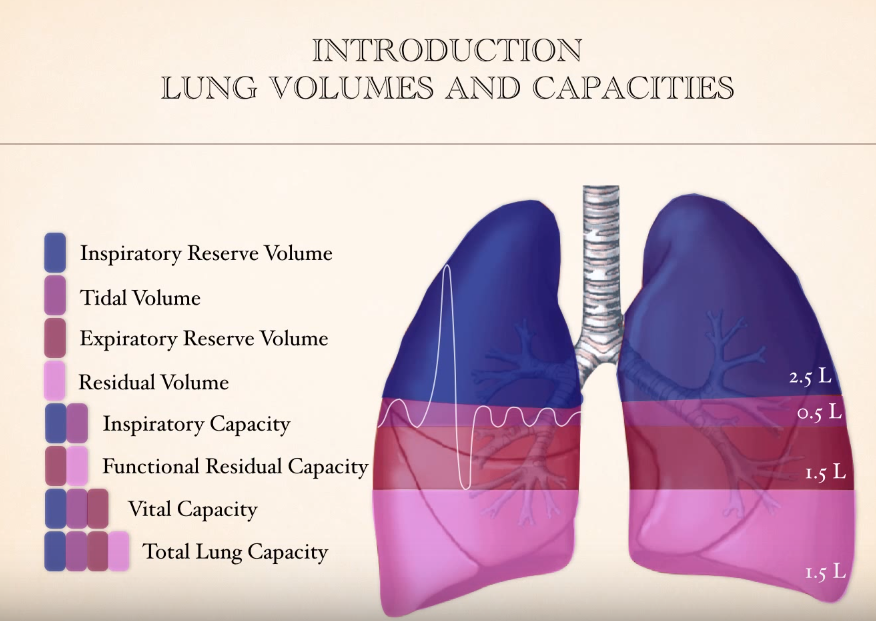 INTRODUCTION
LUNG VOLUMES AND CAPACITIES
Inspiratory Reserve Volume
Tidal Volume
Expiratory Reserve Volume
Residual Volume
Inspiratory Capacity
Functional Residual Capacity
Vital Capacity
Total Lung Capacity
2.5 L
0.5 L
1.5 L
1.5 L